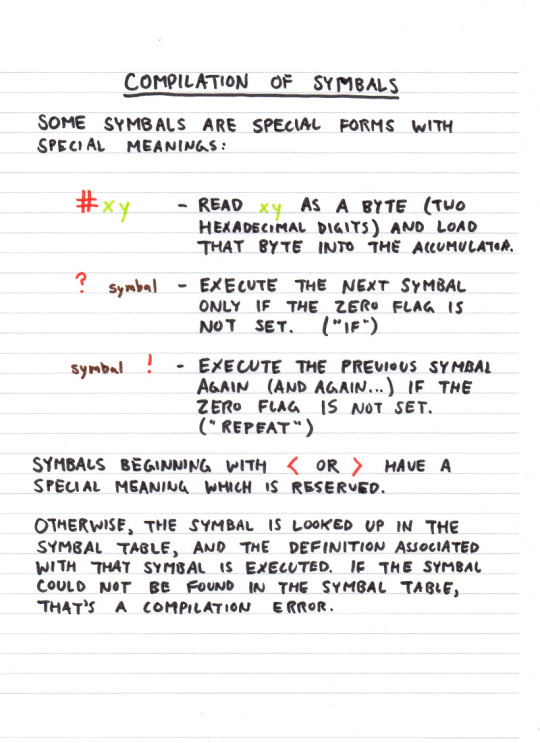 COMPILATION OF SYMBALS
SOME SYMBALS ARE SPECIAL FORMS WITH
SPECIAL MEANINGS:
#xy - READ xy AS A BYTE (TWO
HEXADECIMAL DIGITS) AND LOAD
THAT BYTE INTO THE ACCUMULATOR.
? symbal - EXECUTE THE NEXT SYMBAL
ONLY IF THE ZERO FLAG IS
NOT SET. ("IF")
symbal ! - EXECUTE THE PREVIOUS SYMBAL
AGAIN (AND AGAIN...) IF THE
ZERO FLAG IS NOT SET.
("REPEAT")
SYMBALS BEGINNING WITH < OR > HAVE A
SPECIAL MEANING WHICH IS RESERVED.
OTHERWISE, THE SYMBAL IS LOOKED UP IN THE
SYMBAL TABLE, AND THE DEFINITION ASSOCIATED
WITH THAT SYMBAL IS EXECUTED. IF THE SYMBAL
COULD NOT BE FOUND IN THE SYMBAL TABLE,
THAT'S A COMPILATION ERROR.